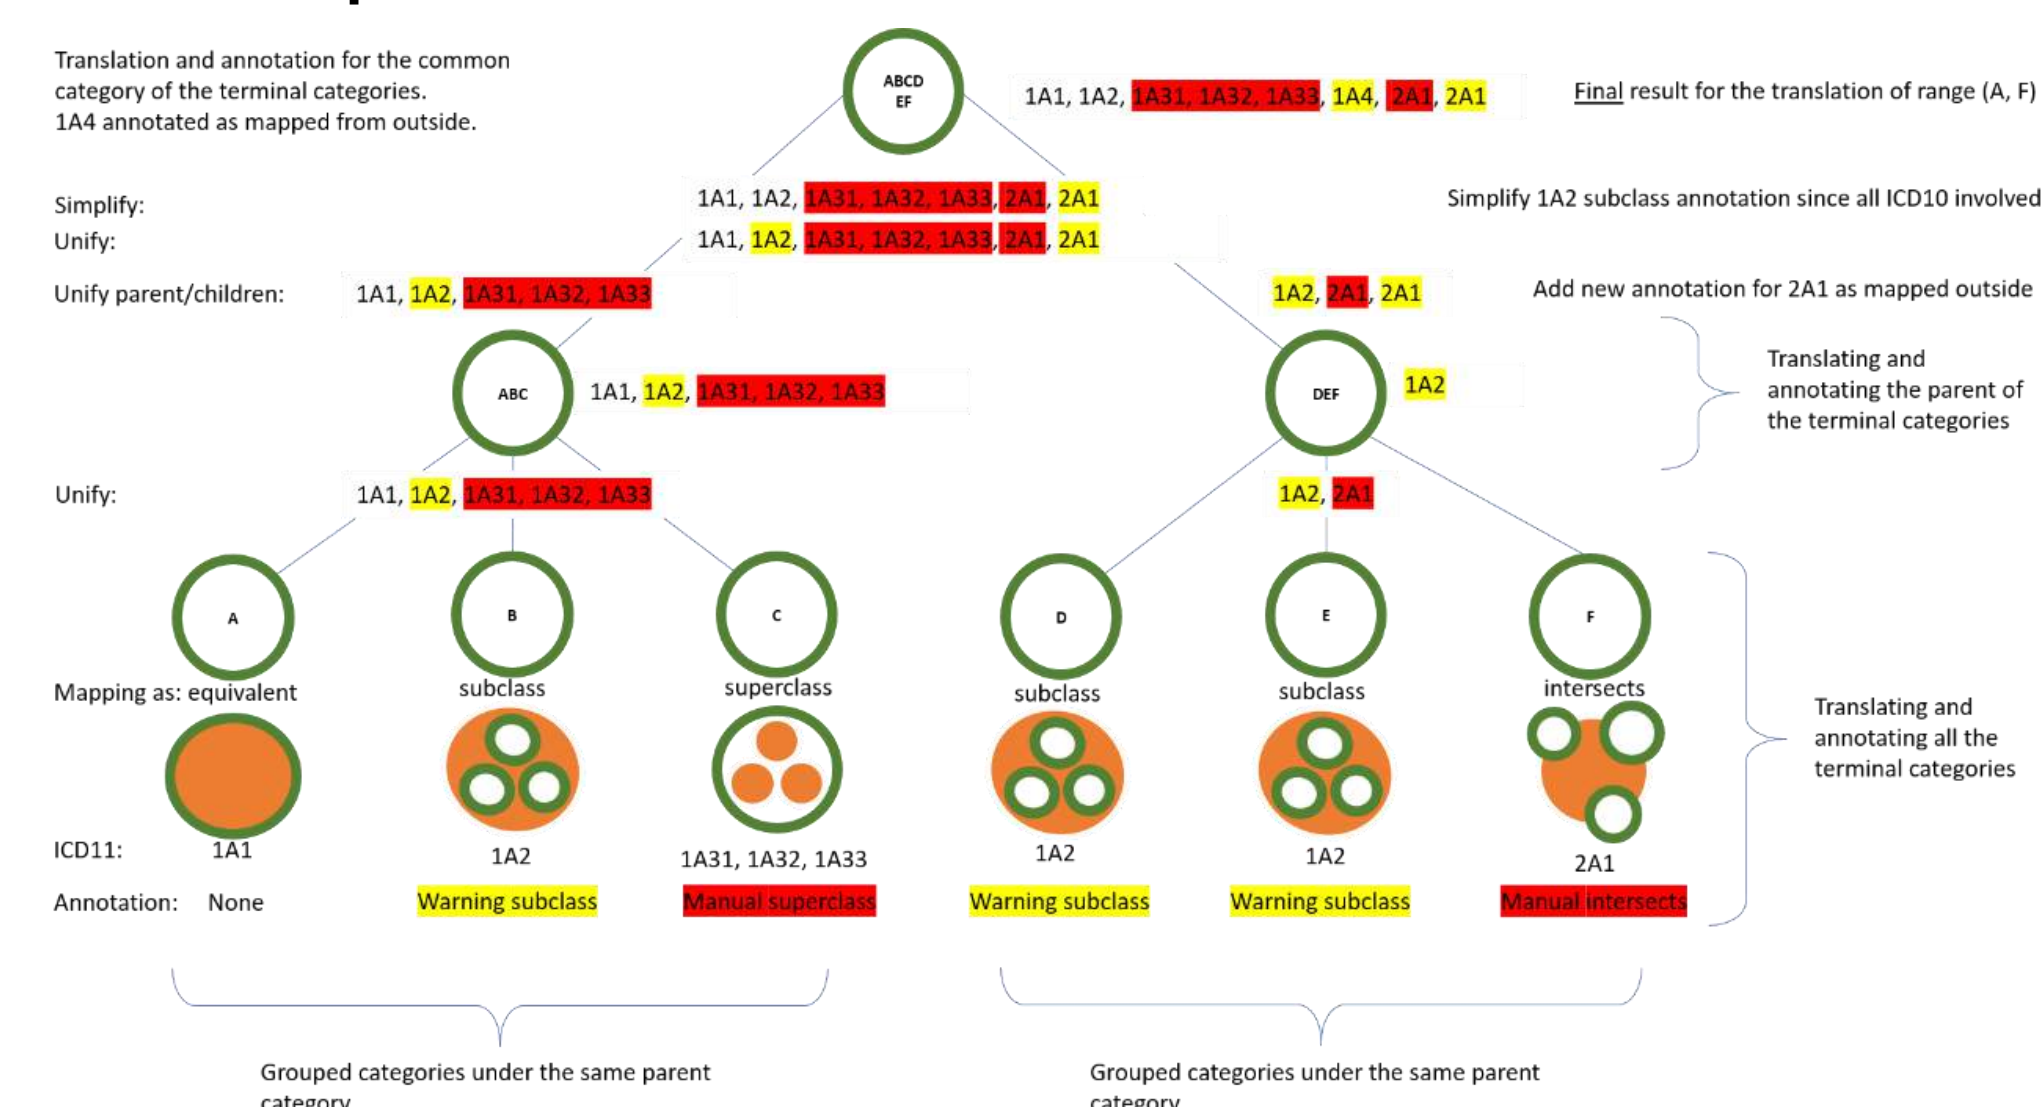 Translation and annotation for the common
category of the terminal categories.
1A4 annotated as mapped from outside.
ABCD
EF
1A1, 1A2, 1A31, 1A32, 1A33, 1A4, 2A1, 2A1
Final result for the translation of range (A, F)
Simplify:
1A1, 1A2, 1A31, 1A32, 1A33, 2A1, 2A1
Simplify 1A2 subclass annotation since all ICD10 involved
Unify:
1A1, 1A2, 1A31, 1A32, 1A33, 2A1, 2A1
Unify parent/children:
1A1, 1A2, 1A31, 1A32, 1A33
1A2, 2A1, 2A1
Add new annotation for 2A1 as mapped outside
ABC
1A1, 1A2, 1A31, 1A32, 1A33
DEF
1A2
Translating and
annotating the parent of
the terminal categories
Unify:
1A1, 1A2, 1A31, 1A32, 1A33
1A2, 2A1
A
B
C
D
E
F
Mapping as: equivalent
subclass
superclass
subclass
subclass
intersects
Translating and
annotating all the
terminal categories
ICD11:
1A1
1A2
1A31, 1A32, 1A33
1A2
1A2
2A1
Annotation:
None
Warning subclass
Manual superclass
Warning subclass
Warning subclass
Manual intersects
Grouped categories under the same parent
category
Grouped categories under the same parent
category